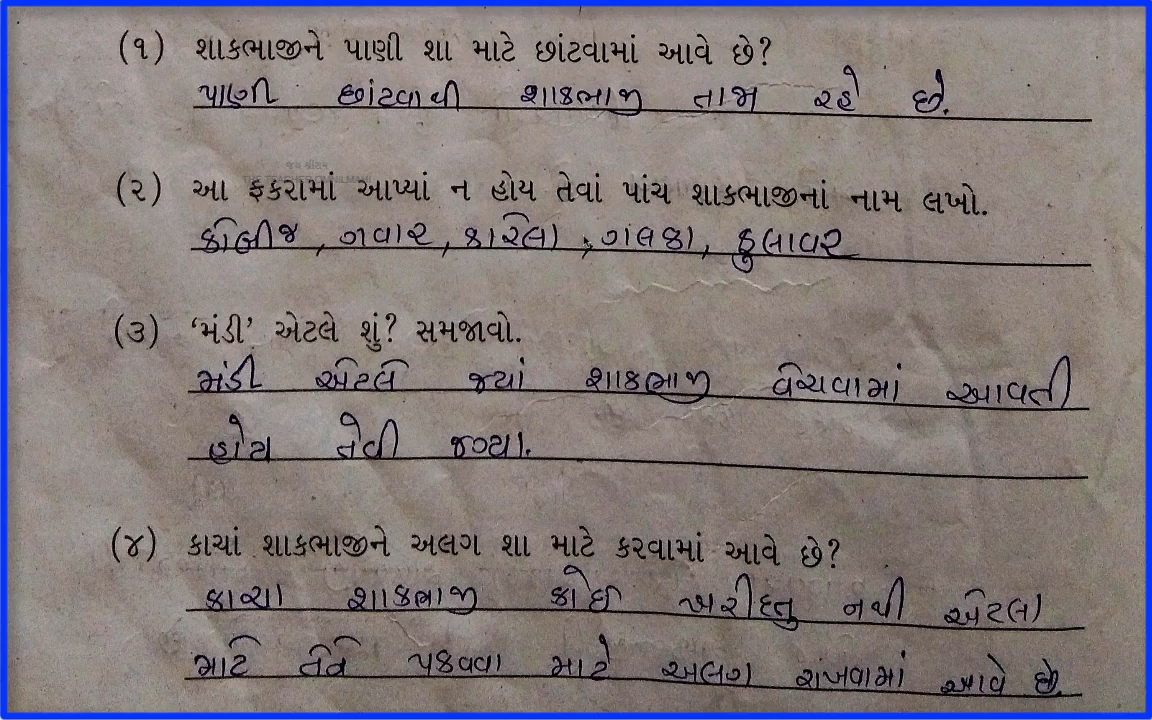 (૧) શાકભાજીને પાણી શા માટે છાંટવામાં આવે છે?
પાણી છાંટવાથી શાકભાજી તાજા રહે છે.
(૨) આ ફકરામાં આપ્યાં ન હોય તેવાં પાંચ શાકભાજીનાં નામ લખો.
કોબીજ, ગવાર, કારેલા, ગલકા, ફુલાવર
(૩) ‘મંડી’ એટલે શું? સમજાવો.
મંડી એટલે જ્યાં શાકભાજી વેચવામાં આવતી
હોય તેવી જગ્યા.
(૪) કાચાં શાકભાજીને અલગ શા માટે કરવામાં આવે છે?
કાચા શાકભાજી કોઈ ખરીદતુ નથી એટલા
માટે તેને પકવવા માટે અલગ રાખવામાં આવે છે.